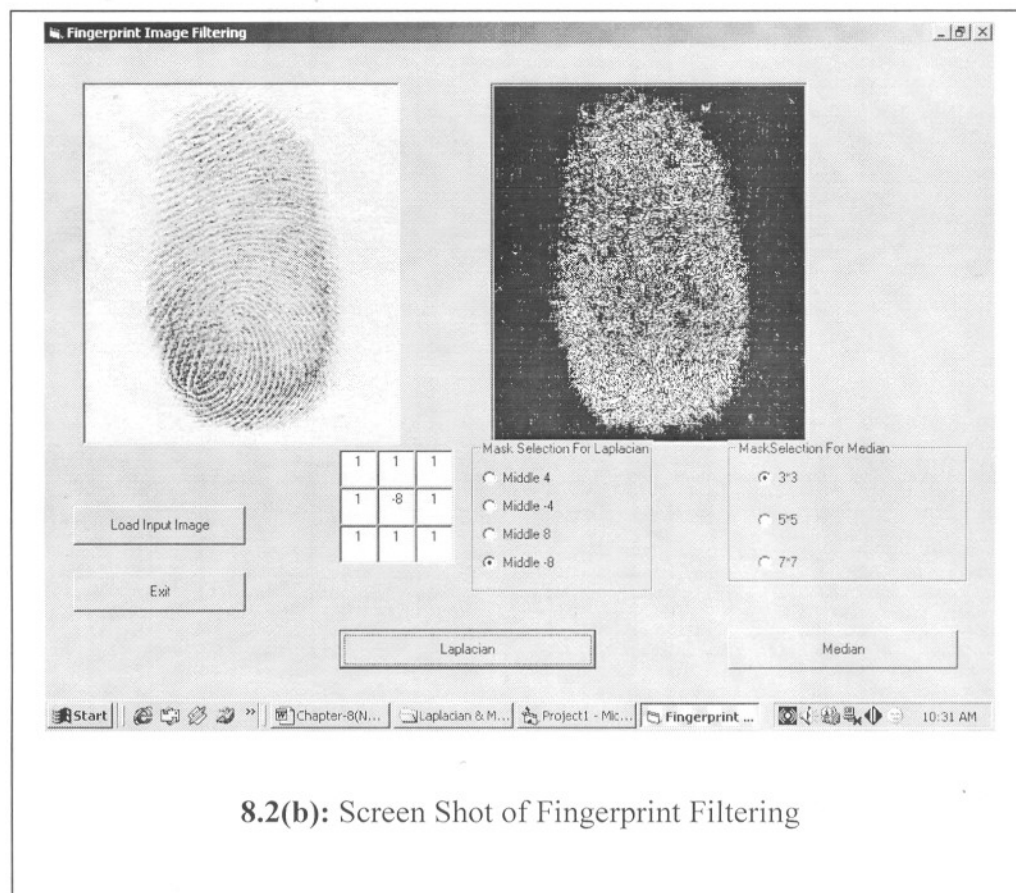 Fingerprint Image Filtering
1 1 1
1 -8 1
1 1 1
Mask Selection For Laplacian
Middle 4
Middle -4
Middle 8
Middle -8
MaskSelection For Median
3*3
5*5
7*7
Load Input Image
Exit
Laplacian
Median
Start
»
Chapter-8(N...
Laplacian & M...
Project1 - Mic...
Fingerprint ...
10:31 AM
8.2(b): Screen Shot of Fingerprint Filtering